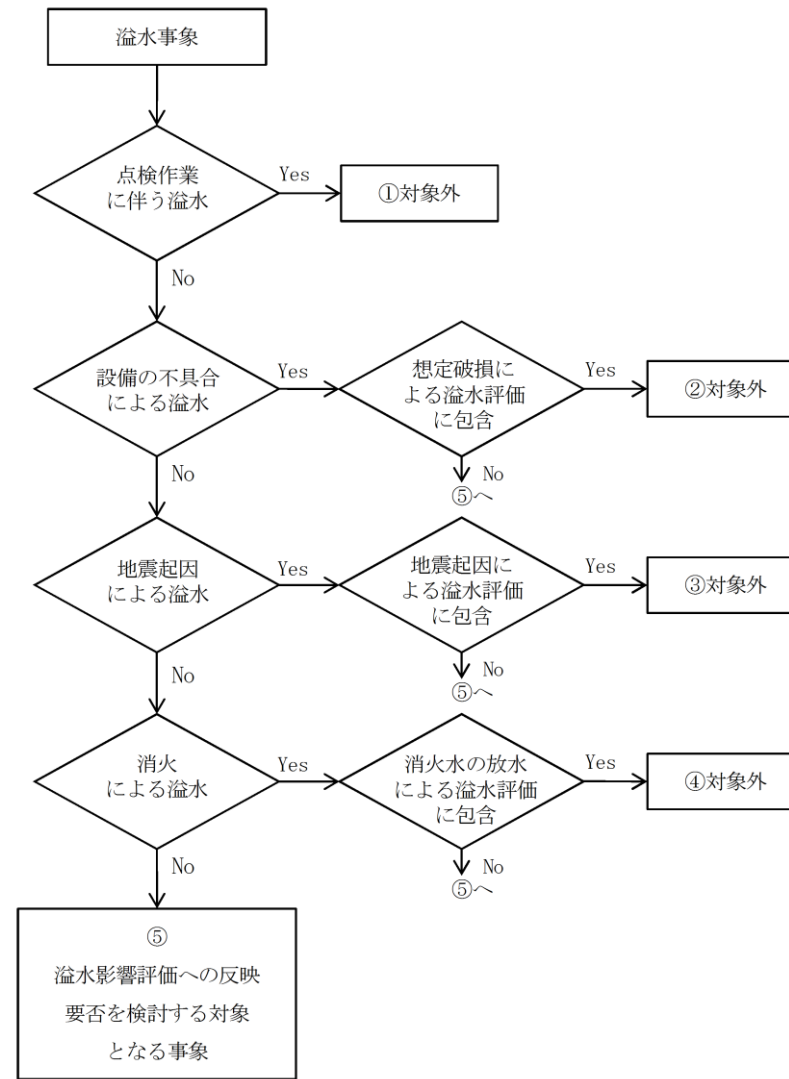 溢水事象
点検作業
に伴う溢水
Yes
①対象外
No
設備の不具合
による溢水
Yes
想定破損に
よる溢水評価
に包含
Yes
②対象外
No
⑤へ
No
地震起因
による溢水
Yes
地震起因に
よる溢水評価
に包含
Yes
③対象外
No
⑤へ
No
消火
による溢水
Yes
消火水の放水
による溢水評価
に包含
Yes
④対象外
No
⑤へ
No
⑤
溢水影響評価への反映
要否を検討する対象
となる事象